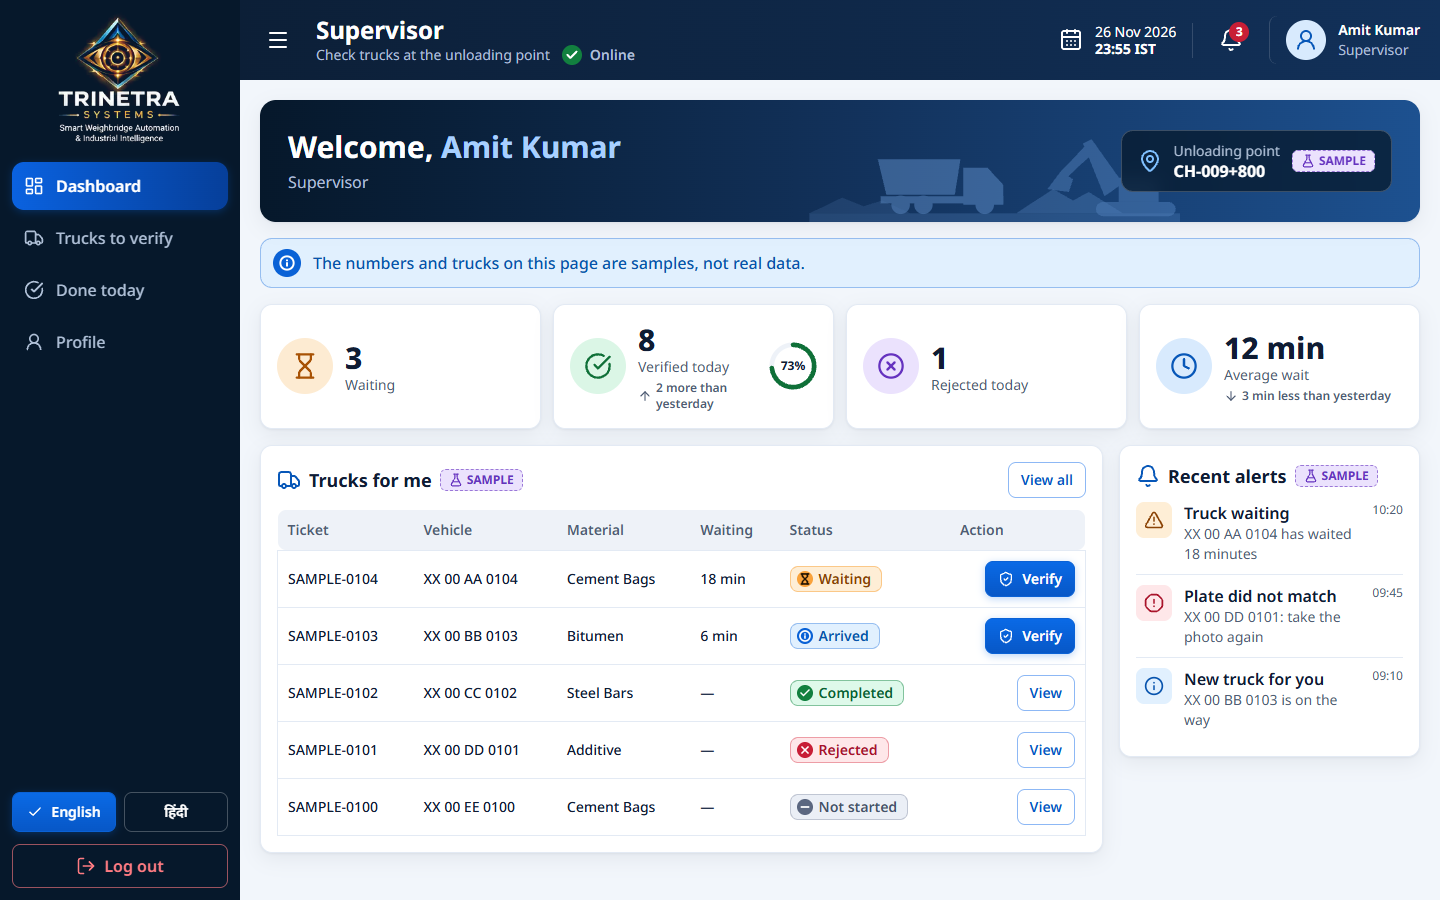 TRINETRA
SYSTEMS
Smart Weighbridge Automation
& Industrial Intelligence
Dashboard
Trucks to verify
Done today
Profile
English
हिंदी
Log out
Supervisor
Check trucks at the unloading point
Online
26 Nov 2026
23:55 IST
3
Amit Kumar
Supervisor
Welcome, Amit Kumar
Supervisor
Unloading point
CH-009+800
SAMPLE
The numbers and trucks on this page are samples, not real data.
3
Waiting
8
Verified today
2 more than
yesterday
73%
1
Rejected today
12 min
Average wait
3 min less than yesterday
Trucks for me
SAMPLE
View all
Ticket Vehicle Material Waiting Status Action
SAMPLE-0104 XX 00 AA 0104 Cement Bags 18 min Waiting Verify
SAMPLE-0103 XX 00 BB 0103 Bitumen 6 min Arrived Verify
SAMPLE-0102 XX 00 CC 0102 Steel Bars — Completed View
SAMPLE-0101 XX 00 DD 0101 Additive — Rejected View
SAMPLE-0100 XX 00 EE 0100 Cement Bags — Not started View
Recent alerts
SAMPLE
Truck waiting 10:20
XX 00 AA 0104 has waited
18 minutes
Plate did not match 09:45
XX 00 DD 0101: take the
photo again
New truck for you 09:10
XX 00 BB 0103 is on the
way